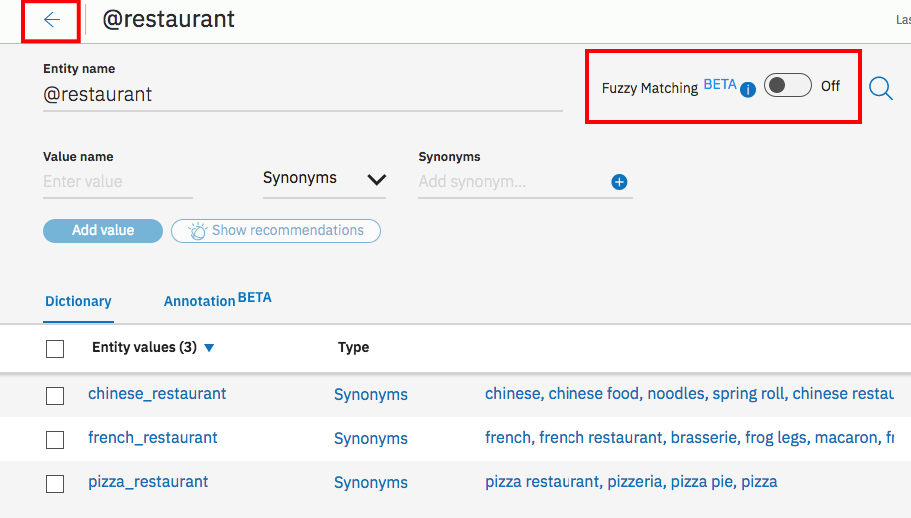 @restaurant
Las
Entity name
@restaurant
Fuzzy Matching BETA i Off
Value name
Synonyms
Enter value
Synonyms
Add synonym...
Add value
Show recommendations
Dictionary
Annotation BETA
Entity values (3)
Type
chinese_restaurant
Synonyms
chinese, chinese food, noodles, spring roll, chinese restau
french_restaurant
Synonyms
french, french restaurant, brasserie, frog legs, macaron, fr
pizza_restaurant
Synonyms
pizza restaurant, pizzeria, pizza pie, pizza